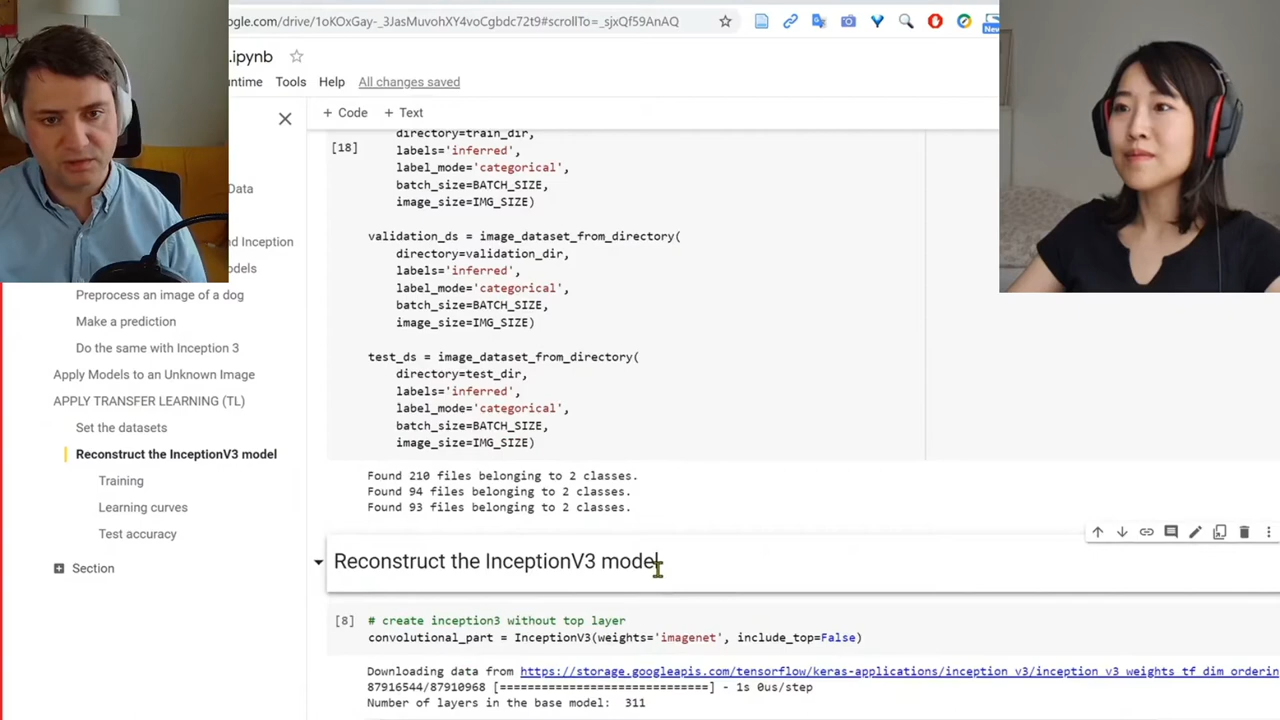 gle.com/drive/1oKOxGay-_3JasMuvohXY4voCgbdc72t9#scrollTo=_sjxQf59AnAQ
New
.ipynb
untime Tools Help All changes saved
+ Code + Text
Data
nd Inception
odels
Preprocess an image of a dog
Make a prediction
Do the same with Inception 3
Apply Models to an Unknown Image
APPLY TRANSFER LEARNING (TL)
Set the datasets
Reconstruct the InceptionV3 model
Training
Learning curves
Test accuracy
Section
directory=train_dir,
[18] labels='inferred',
label_mode='categorical',
batch_size=BATCH_SIZE,
image_size=IMG_SIZE)
validation_ds = image_dataset_from_directory(
directory=validation_dir,
labels='inferred',
label_mode='categorical',
batch_size=BATCH_SIZE,
image_size=IMG_SIZE)
test_ds = image_dataset_from_directory(
directory=test_dir,
labels='inferred',
label_mode='categorical',
batch_size=BATCH_SIZE,
image_size=IMG_SIZE)
Found 210 files belonging to 2 classes.
Found 94 files belonging to 2 classes.
Found 93 files belonging to 2 classes.
Reconstruct the InceptionV3 model
[8] # create inception3 without top layer
convolutional_part = InceptionV3(weights='imagenet', include_top=False)
Downloading data from https://storage.googleapis.com/tensorflow/keras-applications/inception_v3/inception_v3_weights_tf_dim_orderin
87916544/87910968 [==============================] - 1s 0us/step
Number of layers in the base model: 311